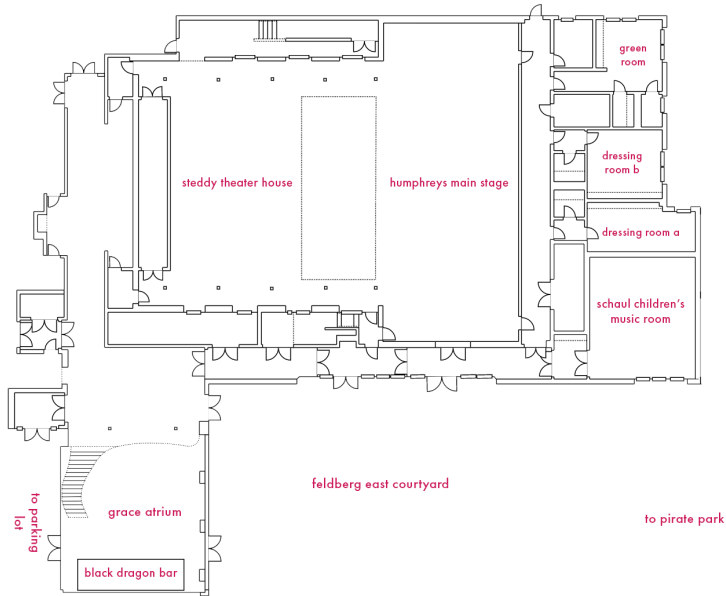 green
room
steddy theater house
humphreys main stage
dressing
room b
dressing room a
schaul children's
music room
feldberg east courtyard
grace atrium
to parking
lot
to pirate park
black dragon bar